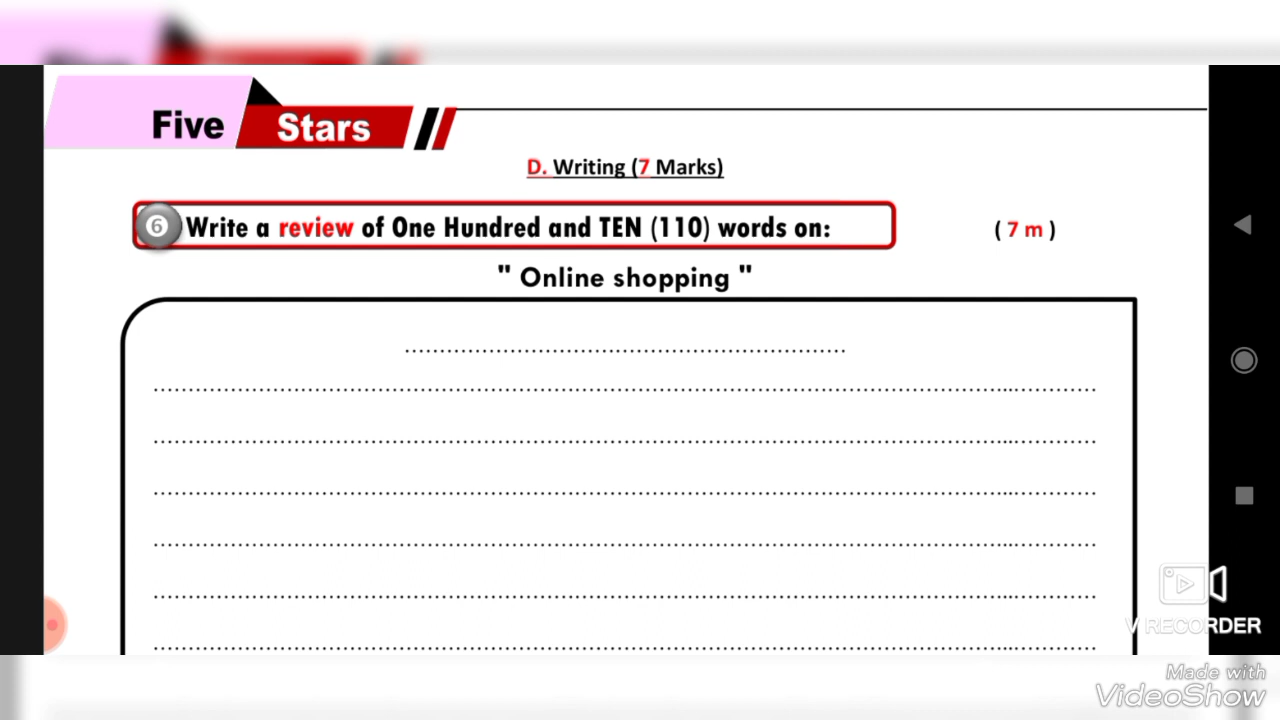 Five Stars
D. Writing (7 Marks)
6 Write a review of One Hundred and TEN (110) words on: ( 7 m )
" Online shopping "
V RECORDER
Made with
VideoShow